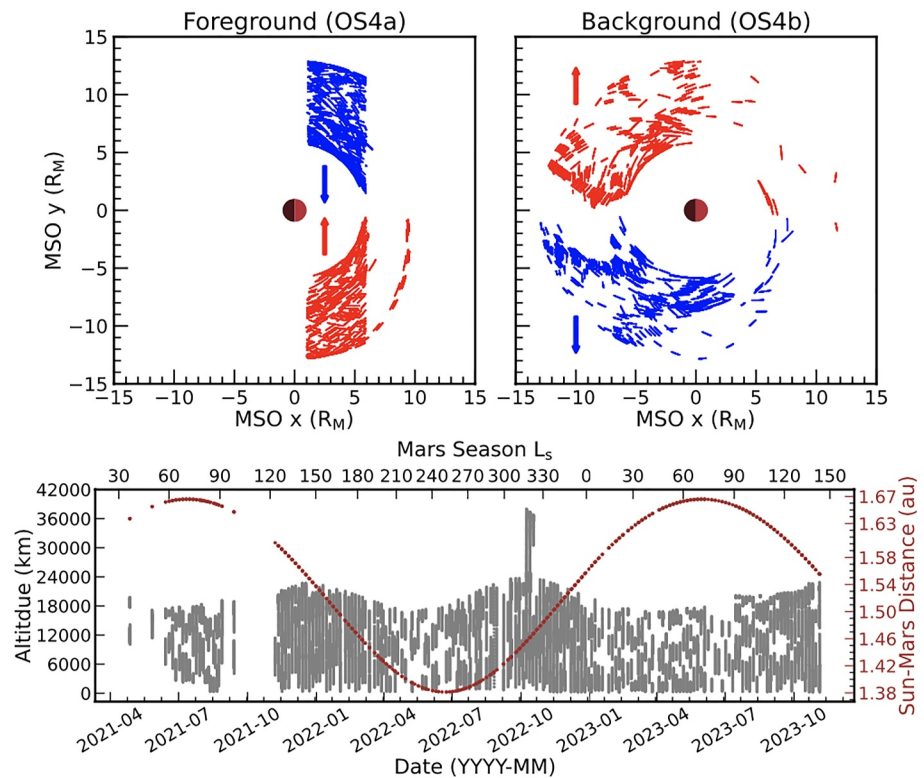 Foreground (OS4a) Background (OS4b)
15
10
5
0
−5
−10
−15
MSO y (R_M)
−15 −10 −5 0 5 10 15 −15 −10 −5 0 5 10 15
MSO x (R_M) MSO x (R_M)
Mars Season L_s
30 60 90 120 150 180 210 240 270 300 330 0 30 60 90 120 150
42000 1.67
36000 1.63
30000 1.58
24000 1.54
18000 1.50
12000 1.46
6000 1.42
0 1.38
Altitdue (km)
Sun-Mars Distance (au)
2021-04 2021-07 2021-10 2022-01 2022-04 2022-07 2022-10 2023-01 2023-04 2023-07 2023-10
Date (YYYY-MM)